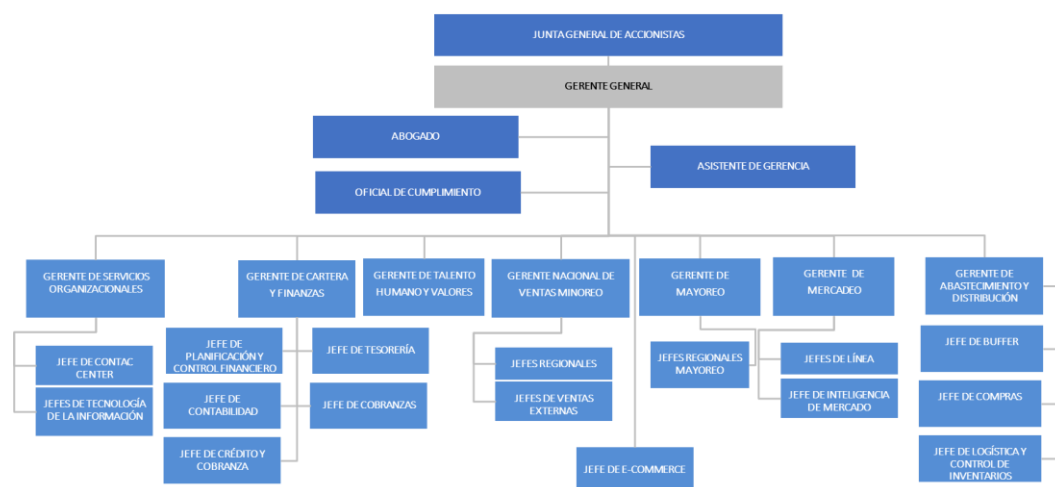 JUNTA GENERAL DE ACCIONISTAS
GERENTE GENERAL
ABOGADO
ASISTENTE DE GERENCIA
OFICIAL DE CUMPLIMIENTO
GERENTE DE SERVICIOS
ORGANIZACIONALES
GERENTE DE CARTERA
Y FINANZAS
GERENTE DE TALENTO
HUMANO Y VALORES
GERENTE NACIONAL DE
VENTAS MINOREO
GERENTE DE
MAYOREO
GERENTE DE
MERCADEO
GERENTE DE
ABASTECIMIENTO Y
DISTRIBUCIÓN
JEFE DE CONTAC
CENTER
JEFES DE TECNOLOGÍA
DE LA INFORMACIÓN
JEFE DE
PLANIFICACIÓN Y
CONTROL FINANCIERO
JEFE DE TESORERÍA
JEFE DE
CONTABILIDAD
JEFE DE COBRANZAS
JEFE DE CRÉDITO Y
COBRANZA
JEFES REGIONALES
JEFES DE VENTAS
EXTERNAS
JEFES REGIONALES
MAYOREO
JEFES DE LÍNEA
JEFE DE INTELIGENCIA
DE MERCADO
JEFE DE BUFFER
JEFE DE COMPRAS
JEFE DE LOGÍSTICA Y
CONTROL DE
INVENTARIOS
JEFE DE E-COMMERCE